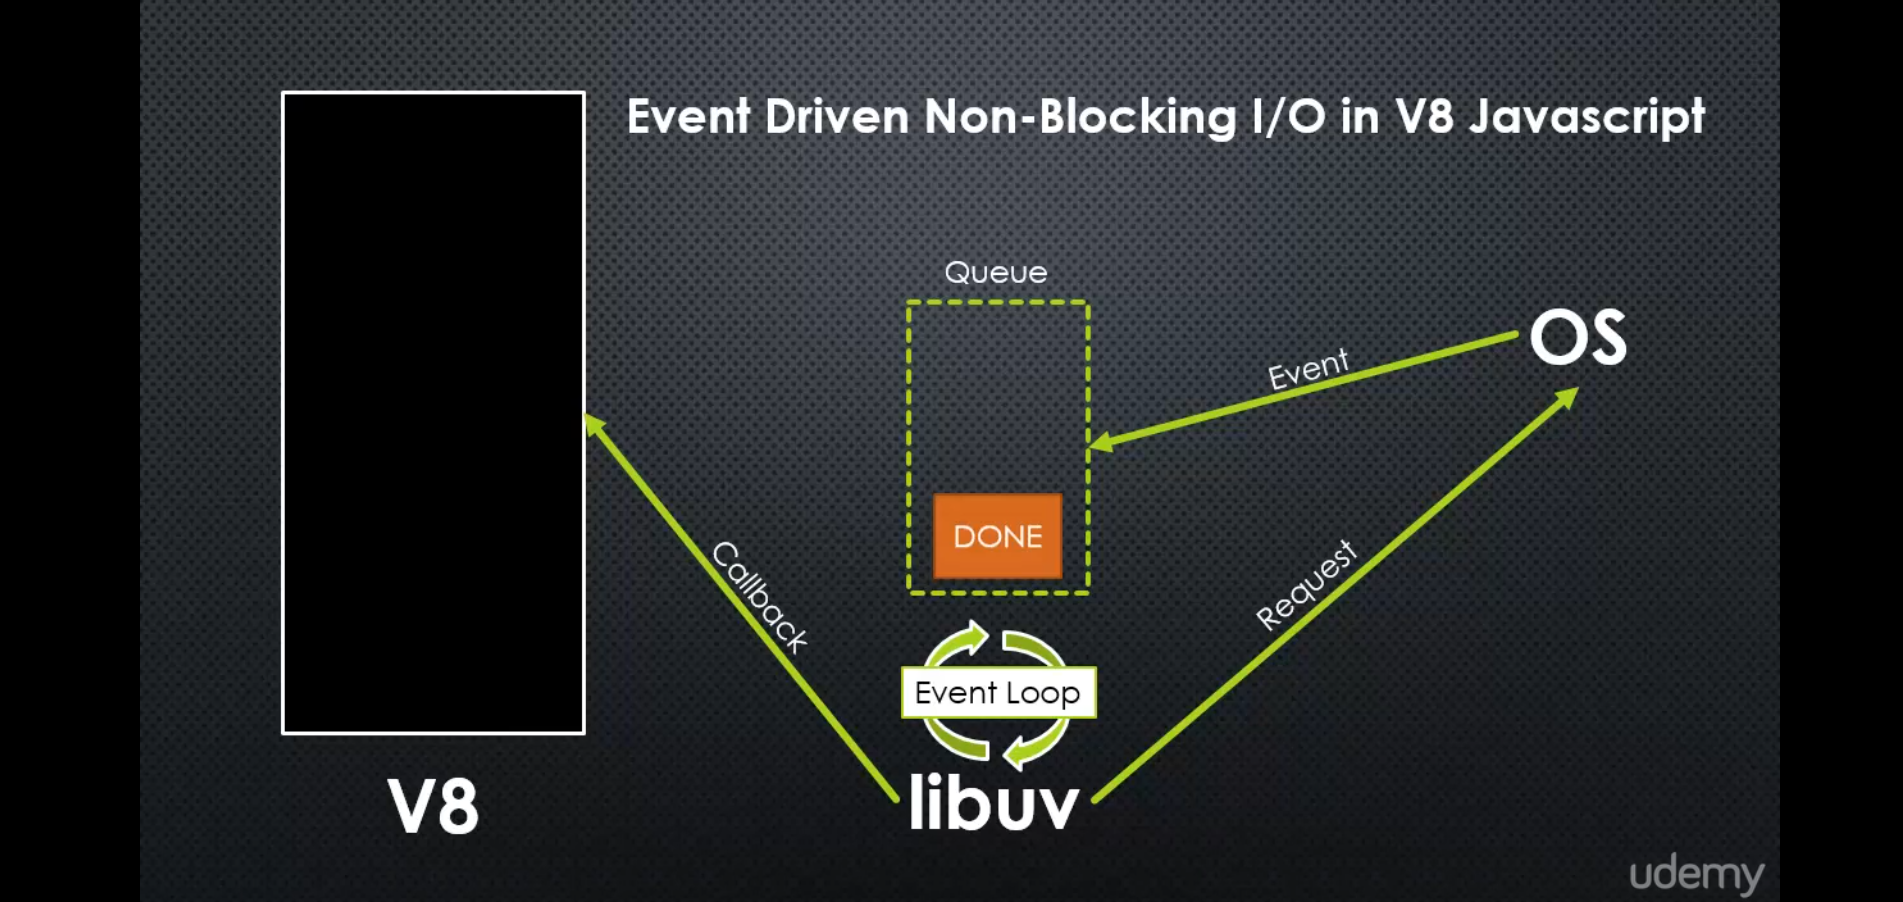 Event Driven Non-Blocking I/O in V8 Javascript
Queue
OS
Event
DONE
Callback
Request
Event Loop
V8
libuv
udemy